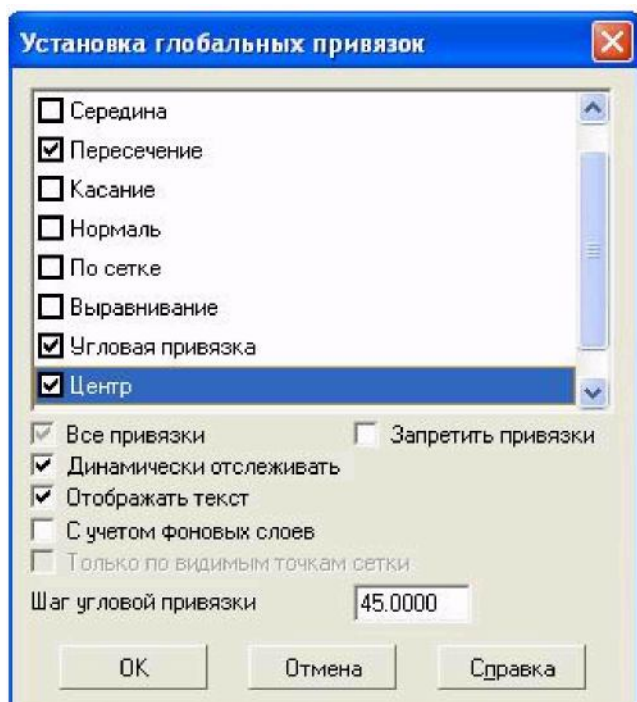 Установка глобальных привязок
Середина
Пересечение
Касание
Нормаль
По сетке
Выравнивание
Угловая привязка
Центр
Все привязки Запретить привязки
Динамически отслеживать
Отображать текст
С учетом фоновых слоев
Только по видимым точкам сетки
Шаг угловой привязки 45.0000
ОК Отмена Справка